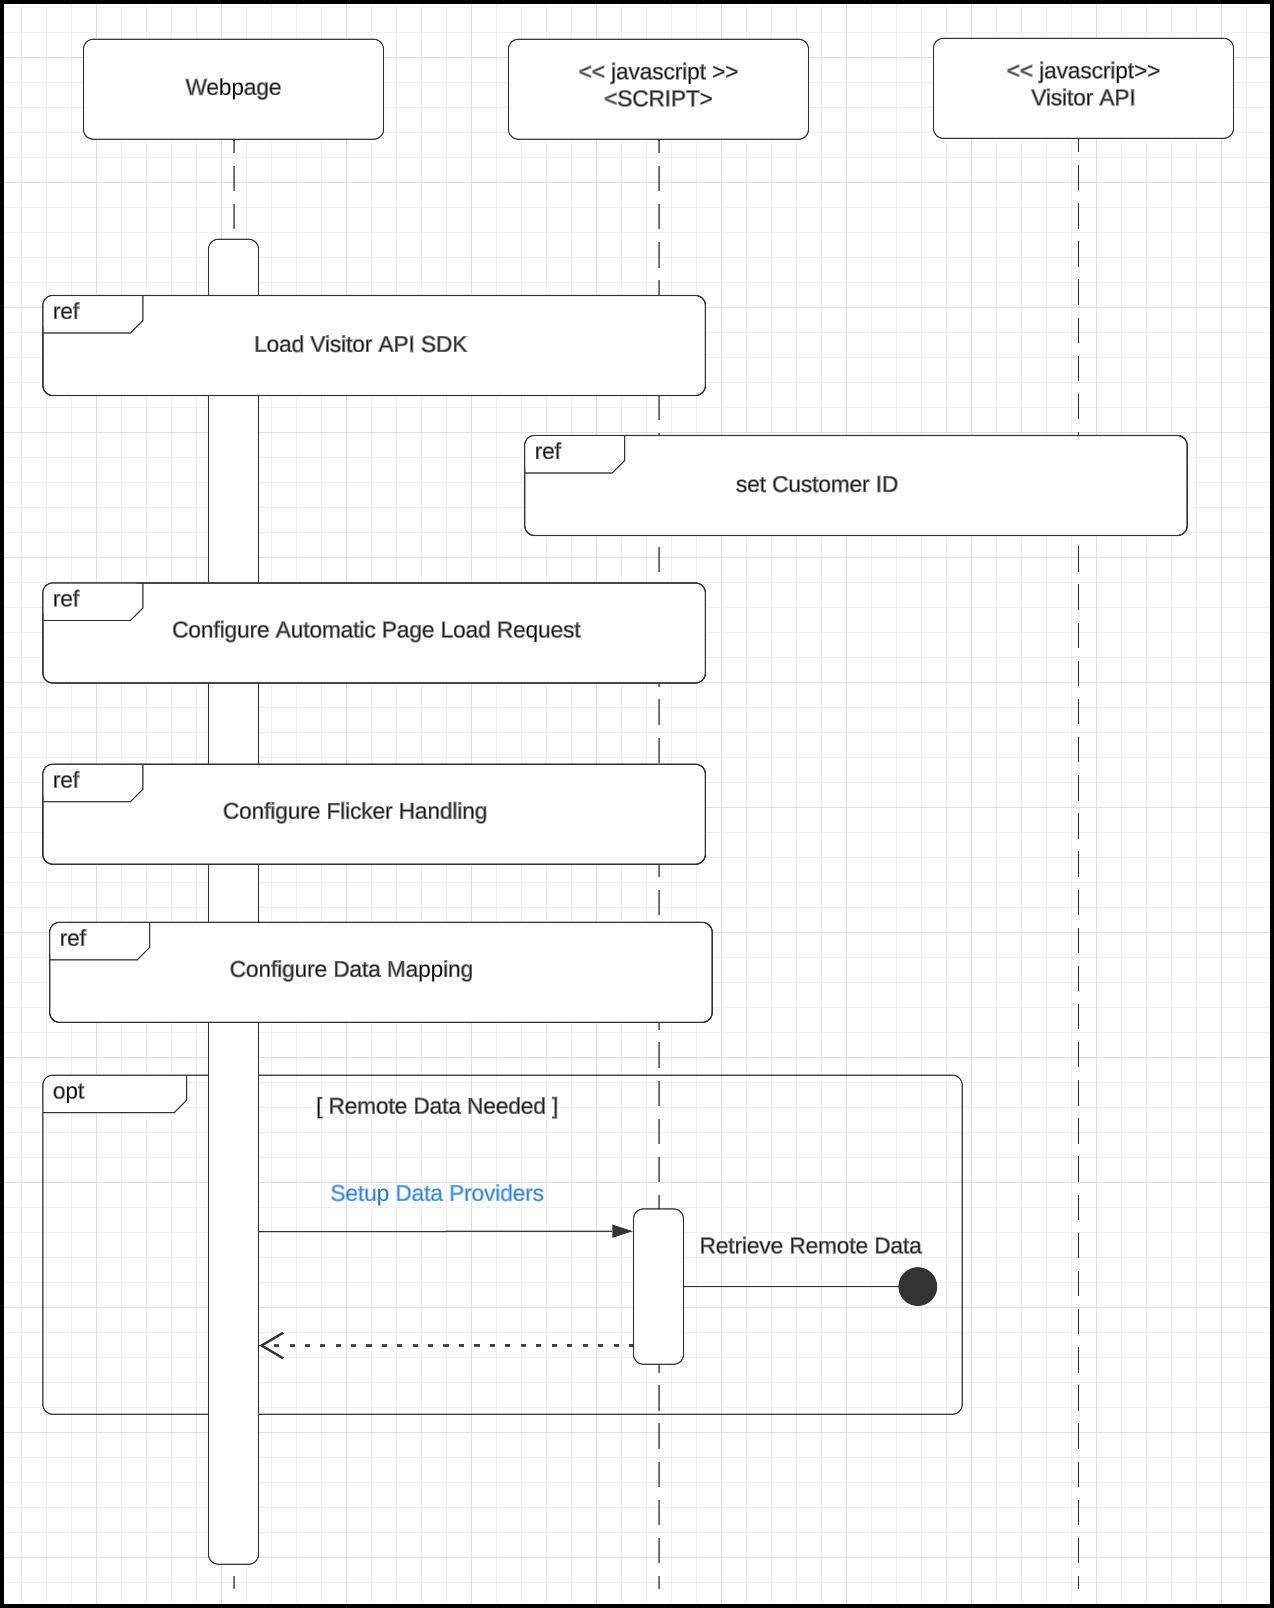 Webpage
<< javascript >>
<SCRIPT>
<< javascript>>
Visitor API
ref
Load Visitor API SDK
ref
set Customer ID
ref
Configure Automatic Page Load Request
ref
Configure Flicker Handling
ref
Configure Data Mapping
opt
[ Remote Data Needed ]
Setup Data Providers
Retrieve Remote Data